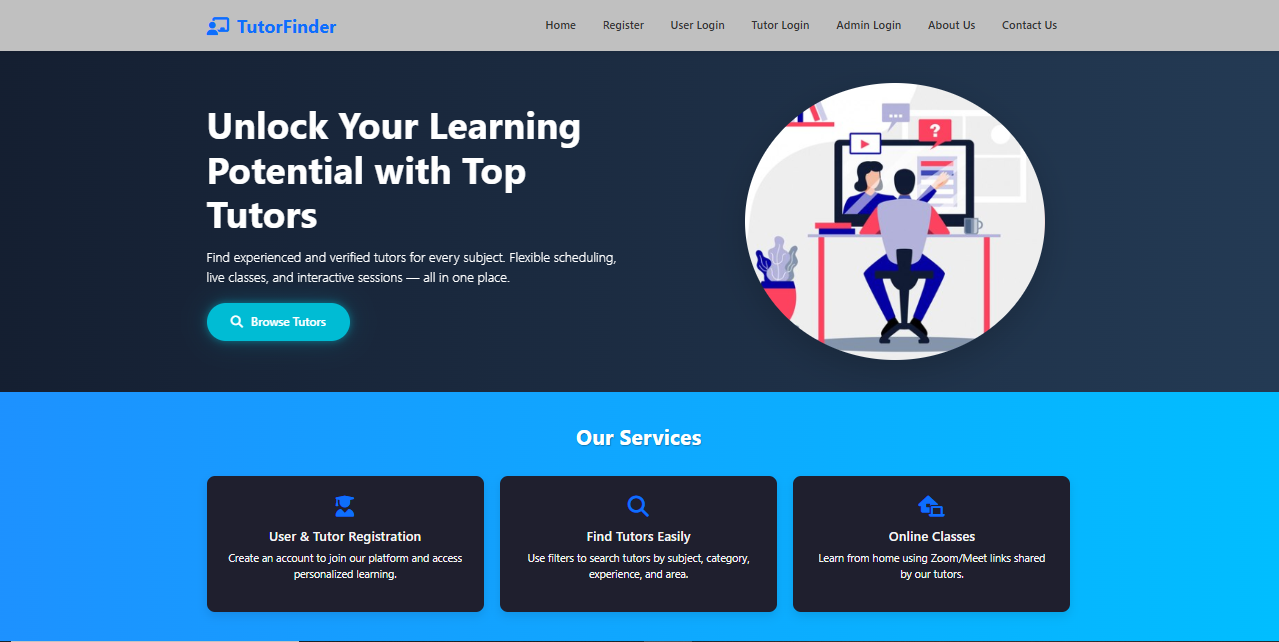 TutorFinder
Home Register User Login Tutor Login Admin Login About Us Contact Us
Unlock Your Learning
Potential with Top
Tutors
Find experienced and verified tutors for every subject. Flexible scheduling,
live classes, and interactive sessions — all in one place.
Browse Tutors
?
Our Services
User & Tutor Registration
Create an account to join our platform and access
personalized learning.
Find Tutors Easily
Use filters to search tutors by subject, category,
experience, and area.
Online Classes
Learn from home using Zoom/Meet links shared
by our tutors.